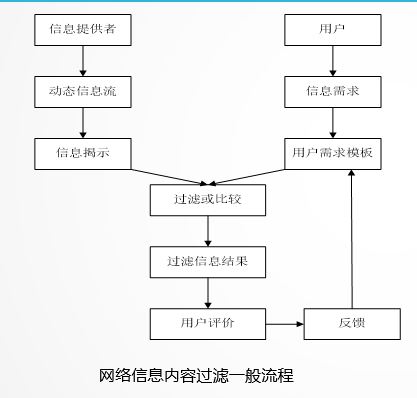 信息提供者
用户
动态信息流
信息需求
信息揭示
用户需求模板
过滤或比较
过滤信息结果
用户评价
反馈
网络信息内容过滤一般流程